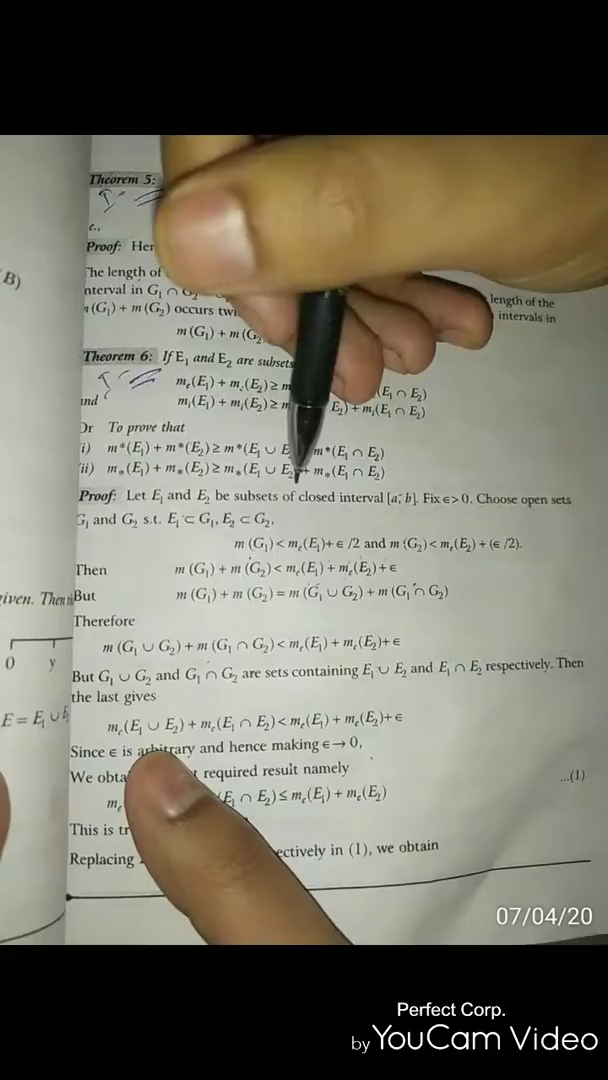 Theorem 5:
B)
e.,
Proof: Her
The length of
length of the
nterval in G₁ ∩ G₂
intervals in
m (G₁) + m (G₂) occurs twi
m (G₁) + m (G₂
Theorem 6: If E₁ and E₂ are subsets
mₑ(E₁) + mₑ(E₂) ≥ m (E₁ ∩ E₂)
and mᵢ(E₁) + mᵢ(E₂) ≥ m E₂) + mᵢ(E₁ ∩ E₂)
Or To prove that
(i) m*(E₁) + m*(E₂) ≥ m*(E₁ ∪ E m*(E₁ ∩ E₂)
(ii) m⁎(E₁) + m⁎(E₂) ≥ m⁎(E₁ ∪ E₂) + m⁎(E₁ ∩ E₂)
Proof: Let E₁ and E₂ be subsets of closed interval [a, b]. Fix ∈> 0. Choose open sets
G₁ and G₂ s.t. E₁ ⊂ G₁, E₂ ⊂ G₂,
m (G₁) < mₑ(E₁)+ ∈ /2 and m (G₂) < mₑ(E₂) + (∈ /2).
Then m (G₁) + m (G₂) < mₑ(E₁) + mₑ(E₂) + ∈
given. Then th
But m (G₁) + m (G₂) = m (G₁ ∪ G₂) + m (G₁ ∩ G₂)
Therefore
m (G₁ ∪ G₂) + m (G₁ ∩ G₂) < mₑ(E₁) + mₑ(E₂)+ ∈
0 y
But G₁ ∪ G₂ and G₁ ∩ G₂ are sets containing E₁ ∪ E₂ and E₁ ∩ E₂ respectively. Then
the last gives
E = E₁ ∪ E
mₑ(E₁ ∪ E₂) + mₑ(E₁ ∩ E₂) < mₑ(E₁) + mₑ(E₂)+ ∈
Since ∈ is arbitrary and hence making ∈ → 0,
We obta required result namely
mₑ (E₁ ∩ E₂) ≤ mₑ(E₁) + mₑ(E₂) ...(1)
This is tr
Replacing ectively in (1), we obtain
07/04/20
Perfect Corp.
by YouCam Video